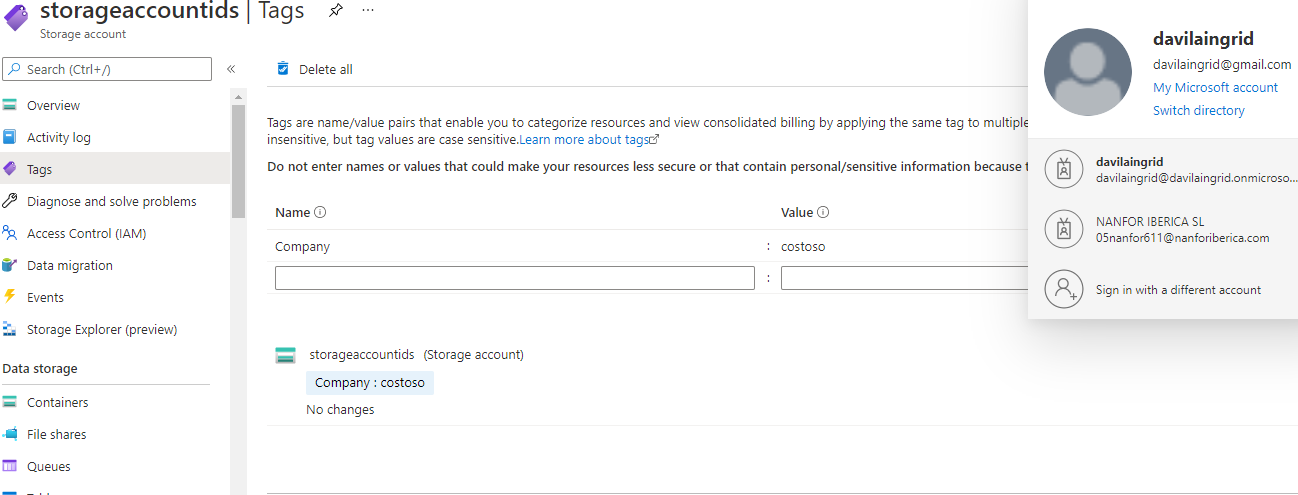 storageaccountids | Tags
Storage account
Search (Ctrl+/)
Overview
Activity log
Tags
Diagnose and solve problems
Access Control (IAM)
Data migration
Events
Storage Explorer (preview)
Data storage
Containers
File shares
Queues
Delete all
Tags are name/value pairs that enable you to categorize resources and view consolidated billing by applying the same tag to multiple
insensitive, but tag values are case sensitive.Learn more about tags
Do not enter names or values that could make your resources less secure or that contain personal/sensitive information because
Name
Value
Company : costoso
:
storageaccountids (Storage account)
Company : costoso
No changes
davilaingrid
davilaingrid@gmail.com
My Microsoft account
Switch directory
davilaingrid
davilaingrid@davilaingrid.onmicroso...
NANFOR IBERICA SL
05nanfor611@nanforiberica.com
Sign in with a different account